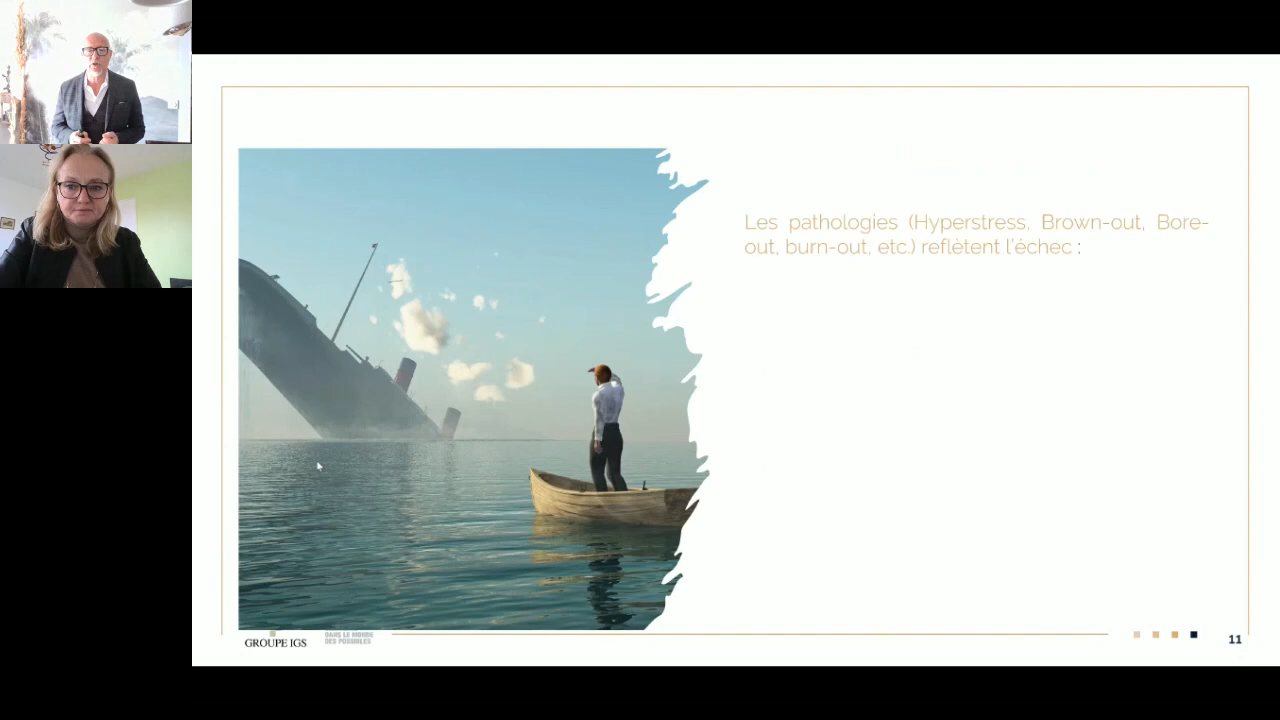 Les pathologies (Hyperstress, Brown-out, Bore-
out, burn-out, etc.) reflètent l'échec :
GROUPE IGS
DANS LE MONDE
DES POSSIBLES
11